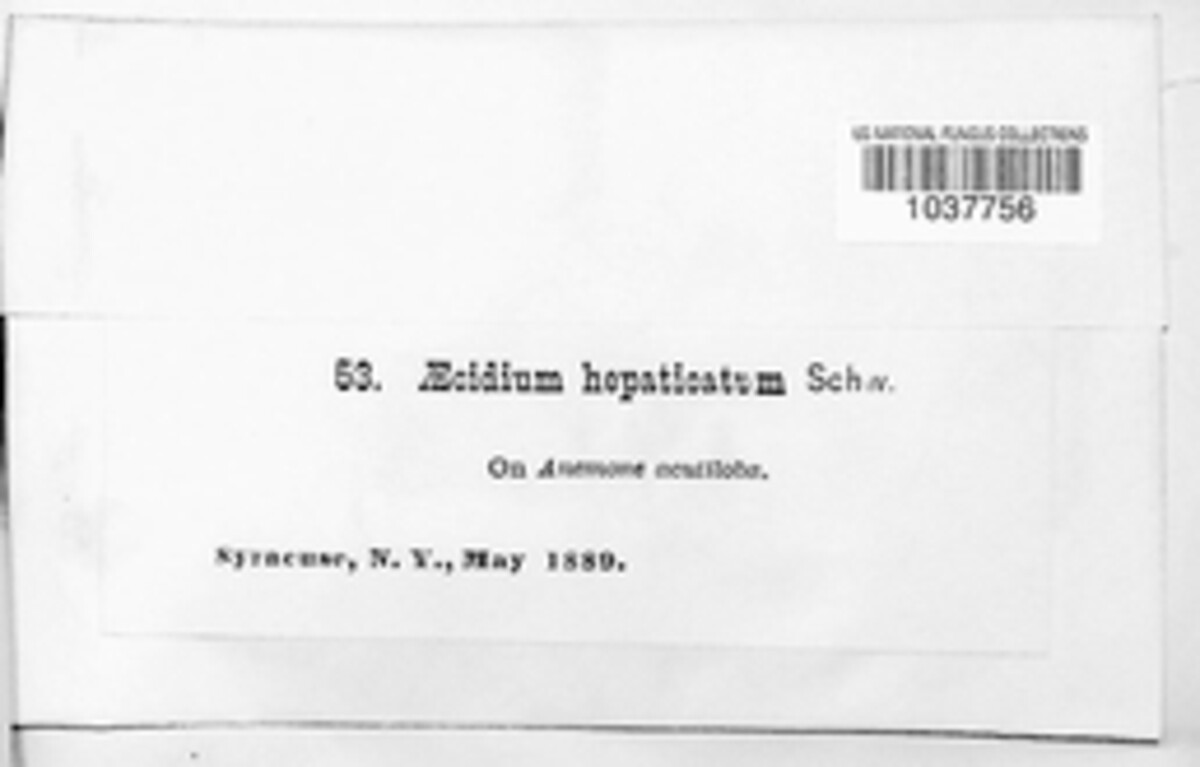 US NATIONAL FUNGUS COLLECTIONS
1037756
53. Æcidium hepaticatum Schw.
On Anemone acutiloba.
Syracuse, N. Y., May 1889.